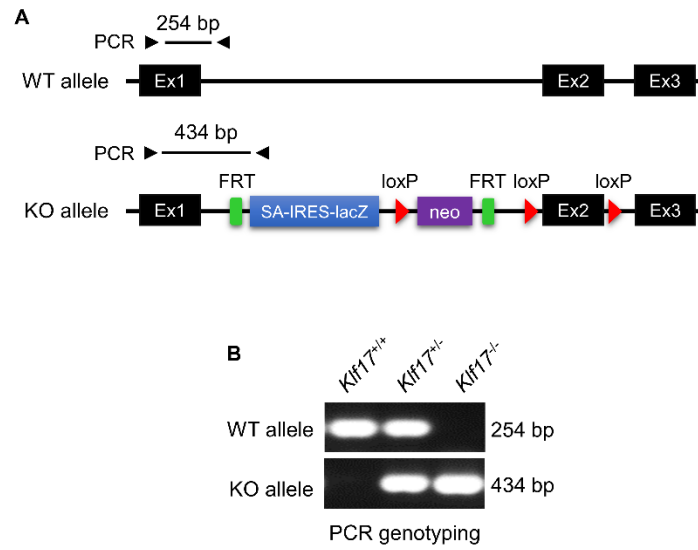 A
254 bp
PCR
WT allele
Ex1
Ex2
Ex3
434 bp
PCR
FRT
loxP
FRT
loxP
loxP
KO allele
Ex1
SA-IRES-lacZ
neo
Ex2
Ex3
B
Klf17+/+
Klf17+/-
Klf17-/-
WT allele
254 bp
KO allele
434 bp
PCR genotyping